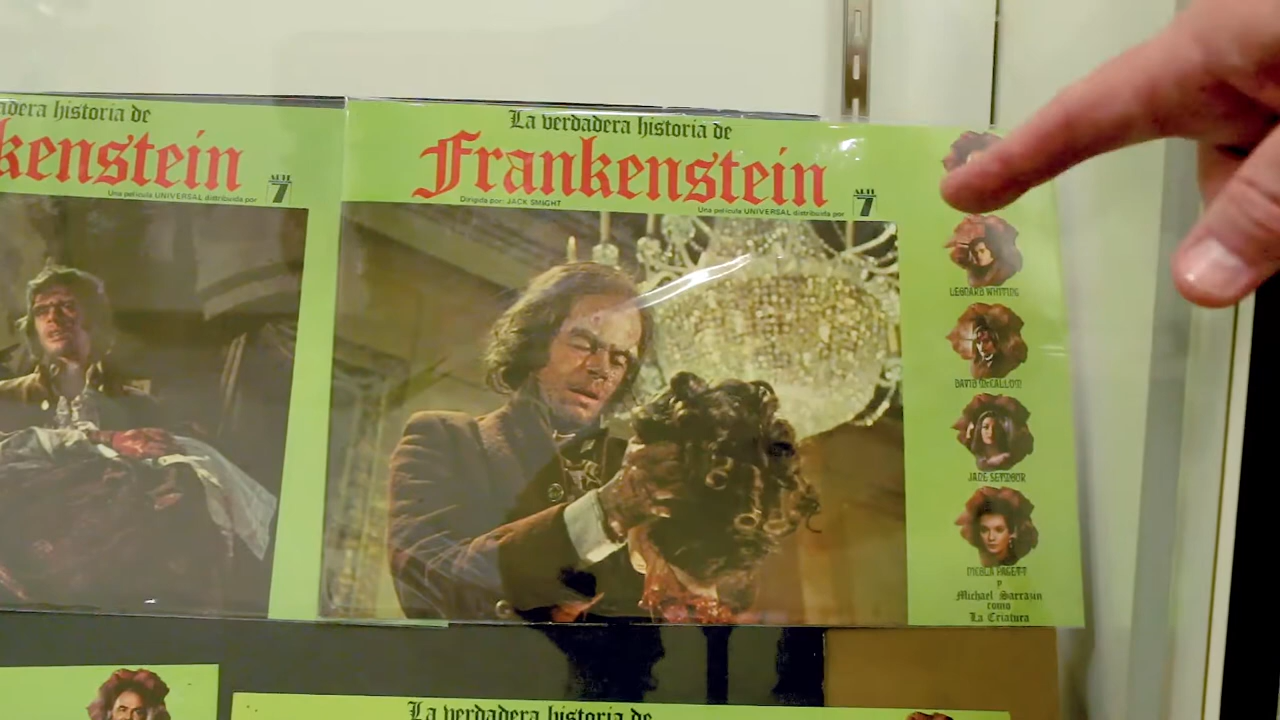 adera historia de
kenstein
Una película UNIVERSAL distribuida por
ARTE
7
La verdadera historia de
Frankenstein
Dirigida por: JACK SMIGHT
Una película UNIVERSAL distribuida por
ARTE
7
LEONARD WHITING
DAVID McCALLUM
JANE SEYMOUR
NICOLA PAGETT
y
Michael Sarrazin
como
La Criatura
La verdadera historia de